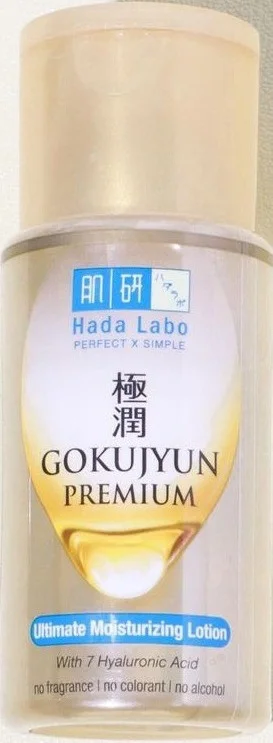 肌研 ハダラボ
Hada Labo
PERFECT X SIMPLE
極
潤
GOKUJYUN
PREMIUM
Ultimate Moisturizing Lotion
With 7 Hyaluronic Acid
no fragrance | no colorant | no alcohol